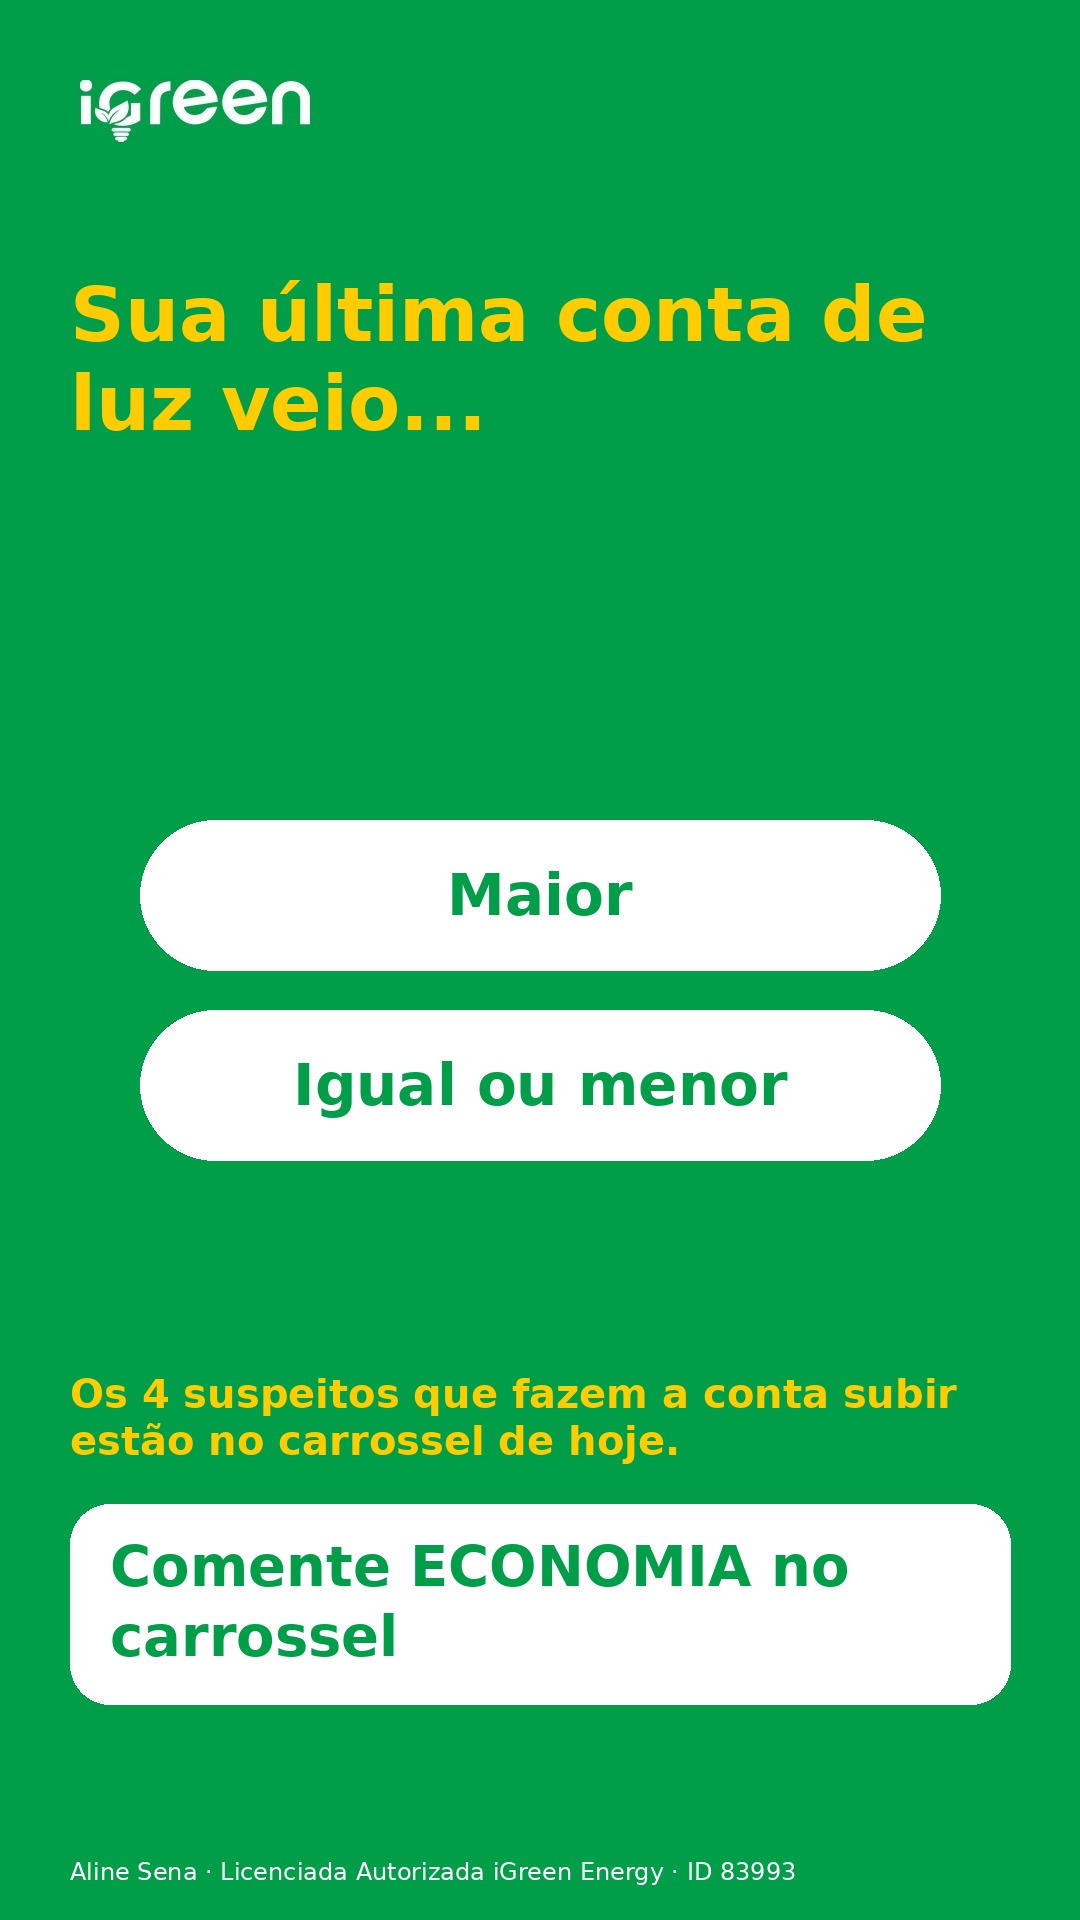 iGreen
Sua última conta de
luz veio...
Maior
Igual ou menor
Os 4 suspeitos que fazem a conta subir
estão no carrossel de hoje.
Comente ECONOMIA no
carrossel
Aline Sena · Licenciada Autorizada iGreen Energy · ID 83993